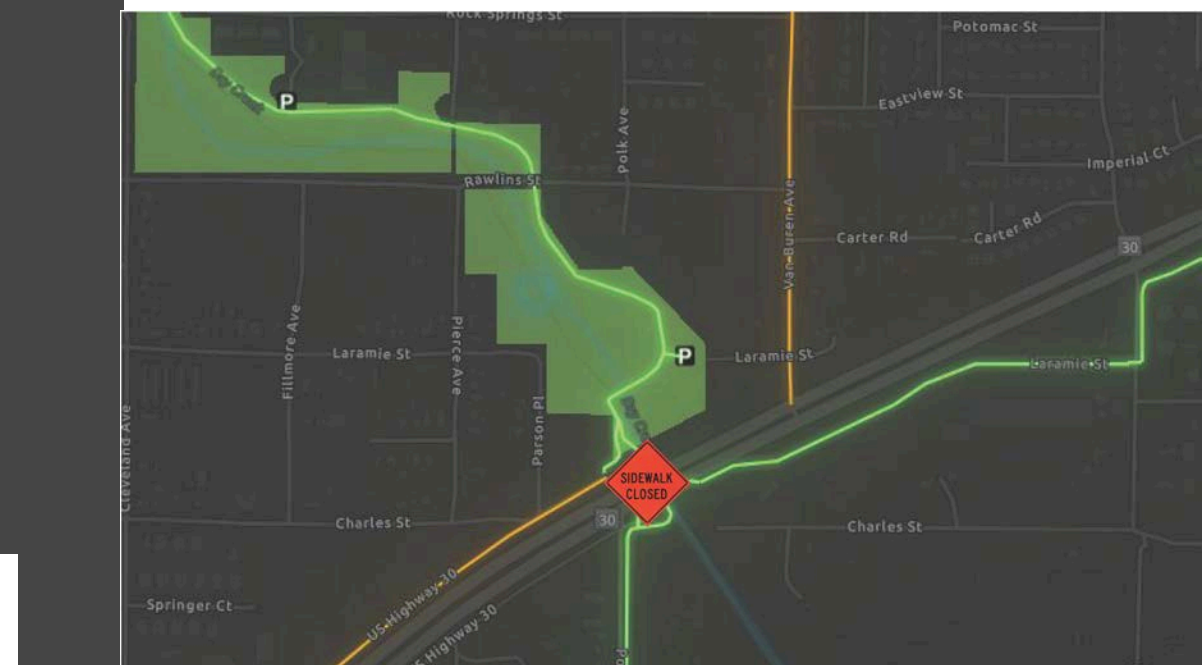 Rock Springs St
Potomac St
P
Eastview St
Polk Ave
Imperial Ct
Rawlins St
Van Buren Ave
Carter Rd
Carter Rd
30
Fillmore Ave
Pierce Ave
Laramie St
P
Laramie St
Laramie St
Parson Pl
Cleveland Ave
SIDEWALK
CLOSED
Charles St
30
Charles St
US Highway 30
Springer Ct
Highway 30